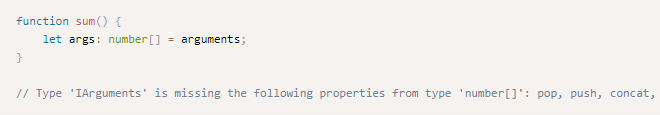 function sum() {
    let args: number[] = arguments;
}
// Type 'IArguments' is missing the following properties from type 'number[]': pop, push, concat,